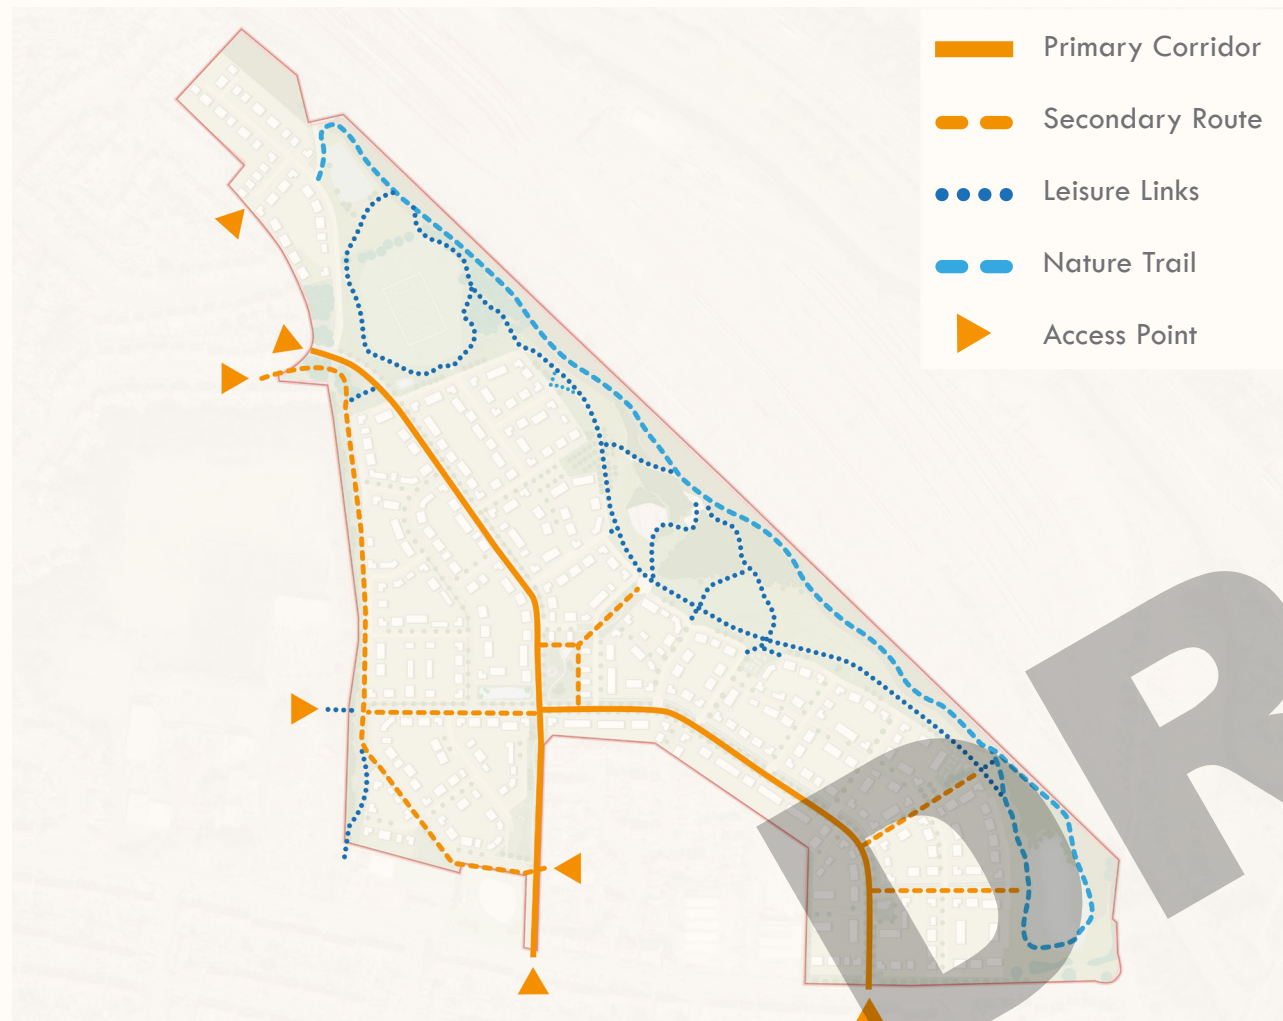 Primary Corridor
Secondary Route
Leisure Links
Nature Trail
Access Point
DR